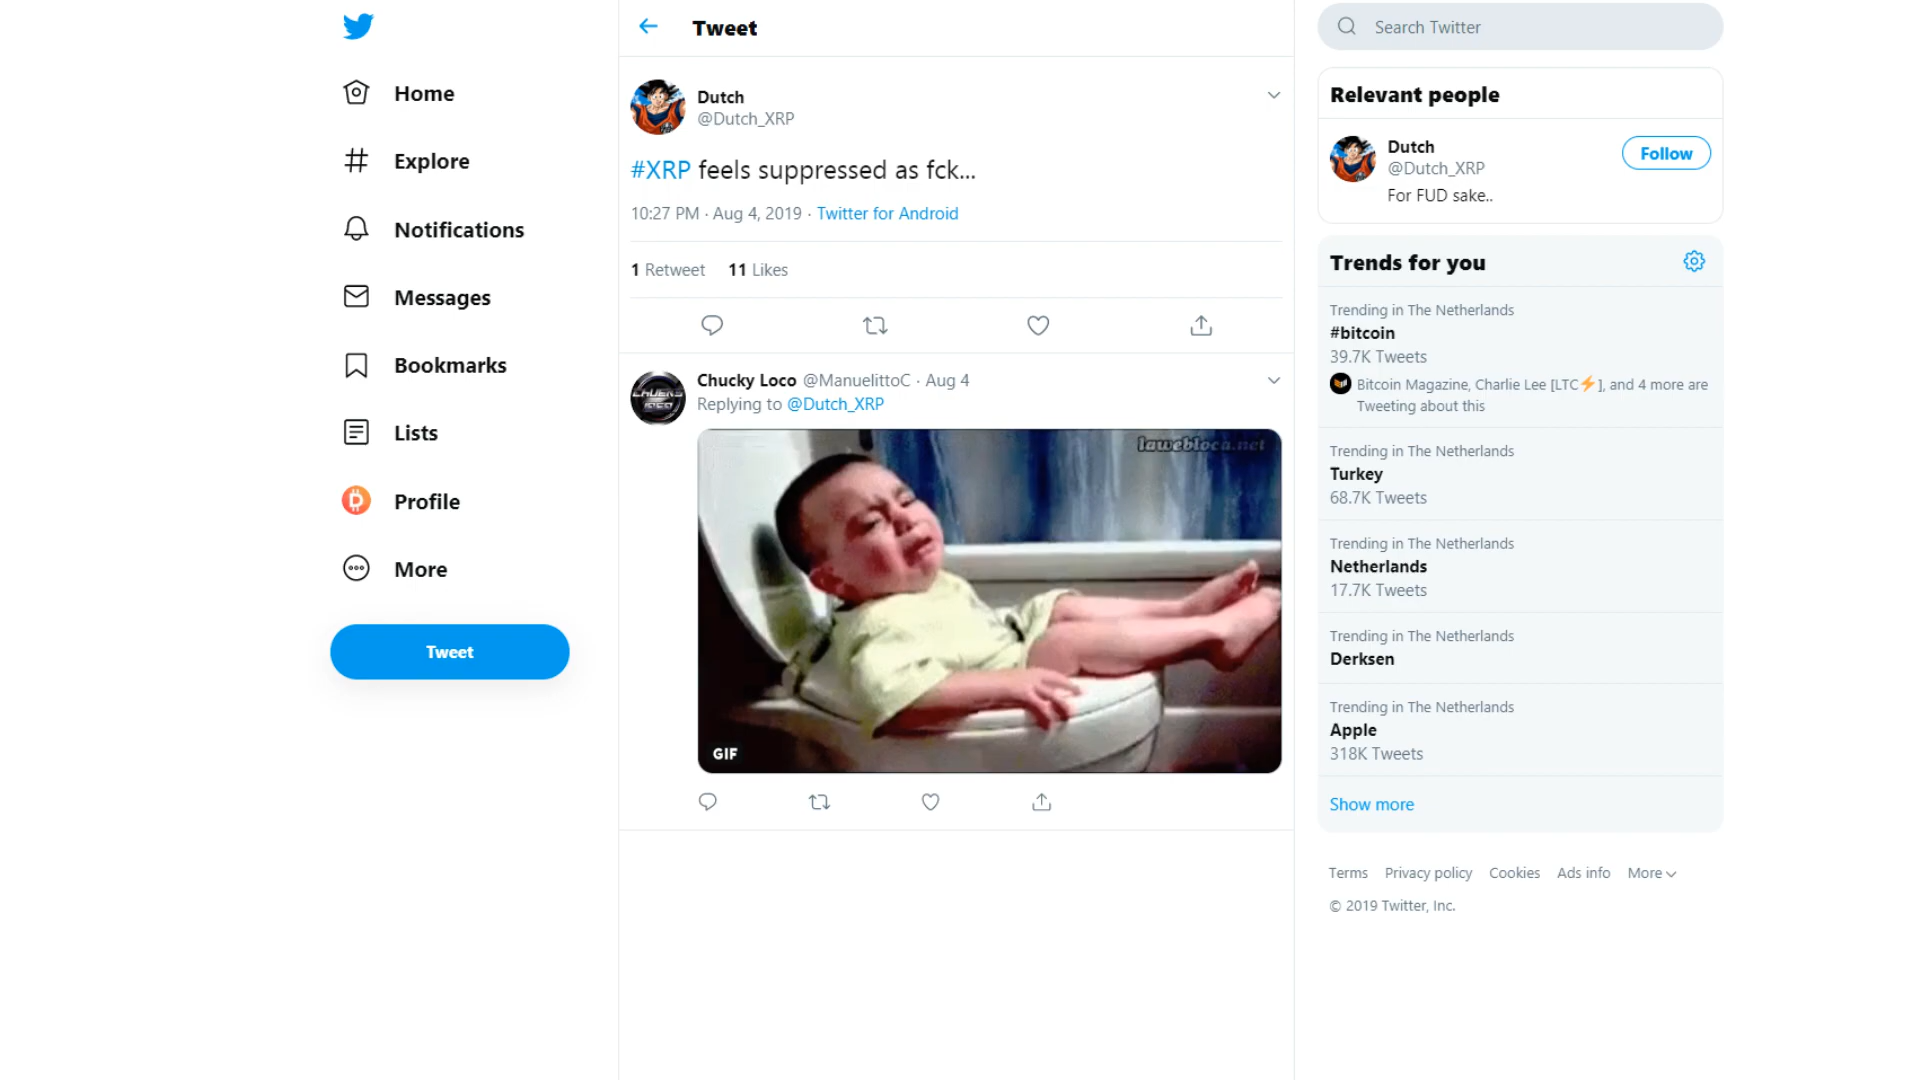 Home
Explore
Notifications
Messages
Bookmarks
Lists
Profile
More
Tweet
Tweet
Dutch
@Dutch_XRP
#XRP feels suppressed as fck...
10:27 PM · Aug 4, 2019 · Twitter for Android
1 Retweet 11 Likes
Chucky Loco @ManuelittoC · Aug 4
Replying to @Dutch_XRP
lawebloca.net
GIF
Search Twitter
Relevant people
Dutch
@Dutch_XRP
Follow
For FUD sake..
Trends for you
Trending in The Netherlands
#bitcoin
39.7K Tweets
Bitcoin Magazine, Charlie Lee [LTC⚡], and 4 more are
Tweeting about this
Trending in The Netherlands
Turkey
68.7K Tweets
Trending in The Netherlands
Netherlands
17.7K Tweets
Trending in The Netherlands
Derksen
Trending in The Netherlands
Apple
318K Tweets
Show more
Terms Privacy policy Cookies Ads info More
© 2019 Twitter, Inc.